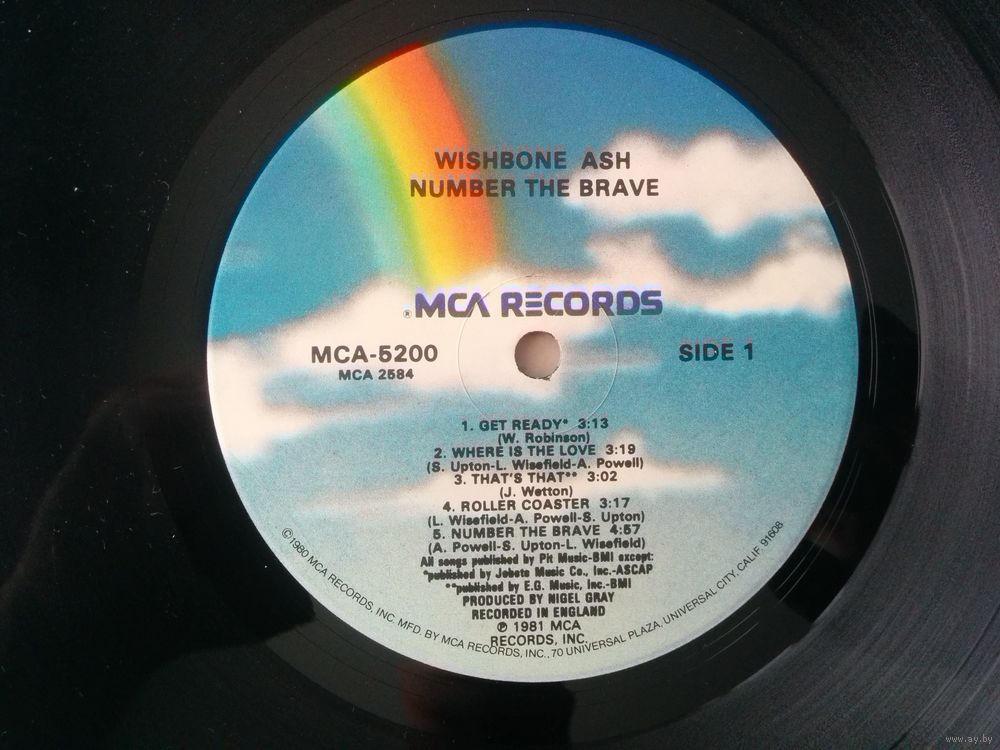 WISHBONE ASH
NUMBER THE BRAVE
®MCA RECORDS
MCA-5200
MCA 2584
SIDE 1
1. GET READY* 3:13
(W. Robinson)
2. WHERE IS THE LOVE 3:19
(S. Upton-L. Wisefield-A. Powell)
3. THAT'S THAT** 3:02
(J. Wetton)
4. ROLLER COASTER 3:17
(L. Wisefield-A. Powell-S. Upton)
5. NUMBER THE BRAVE 4:57
(A. Powell-S. Upton-L. Wisefield)
All songs published by Pit Music-BMI except:
*published by Jobete Music Co., Inc.-ASCAP
**published by E.G. Music, Inc.-BMI
PRODUCED BY NIGEL GRAY
RECORDED IN ENGLAND
℗ 1981 MCA
RECORDS, INC.
©1980 MCA RECORDS, INC. MFD. BY MCA RECORDS, INC., 70 UNIVERSAL PLAZA, UNIVERSAL CITY, CALIF. 91608
www.ay.by